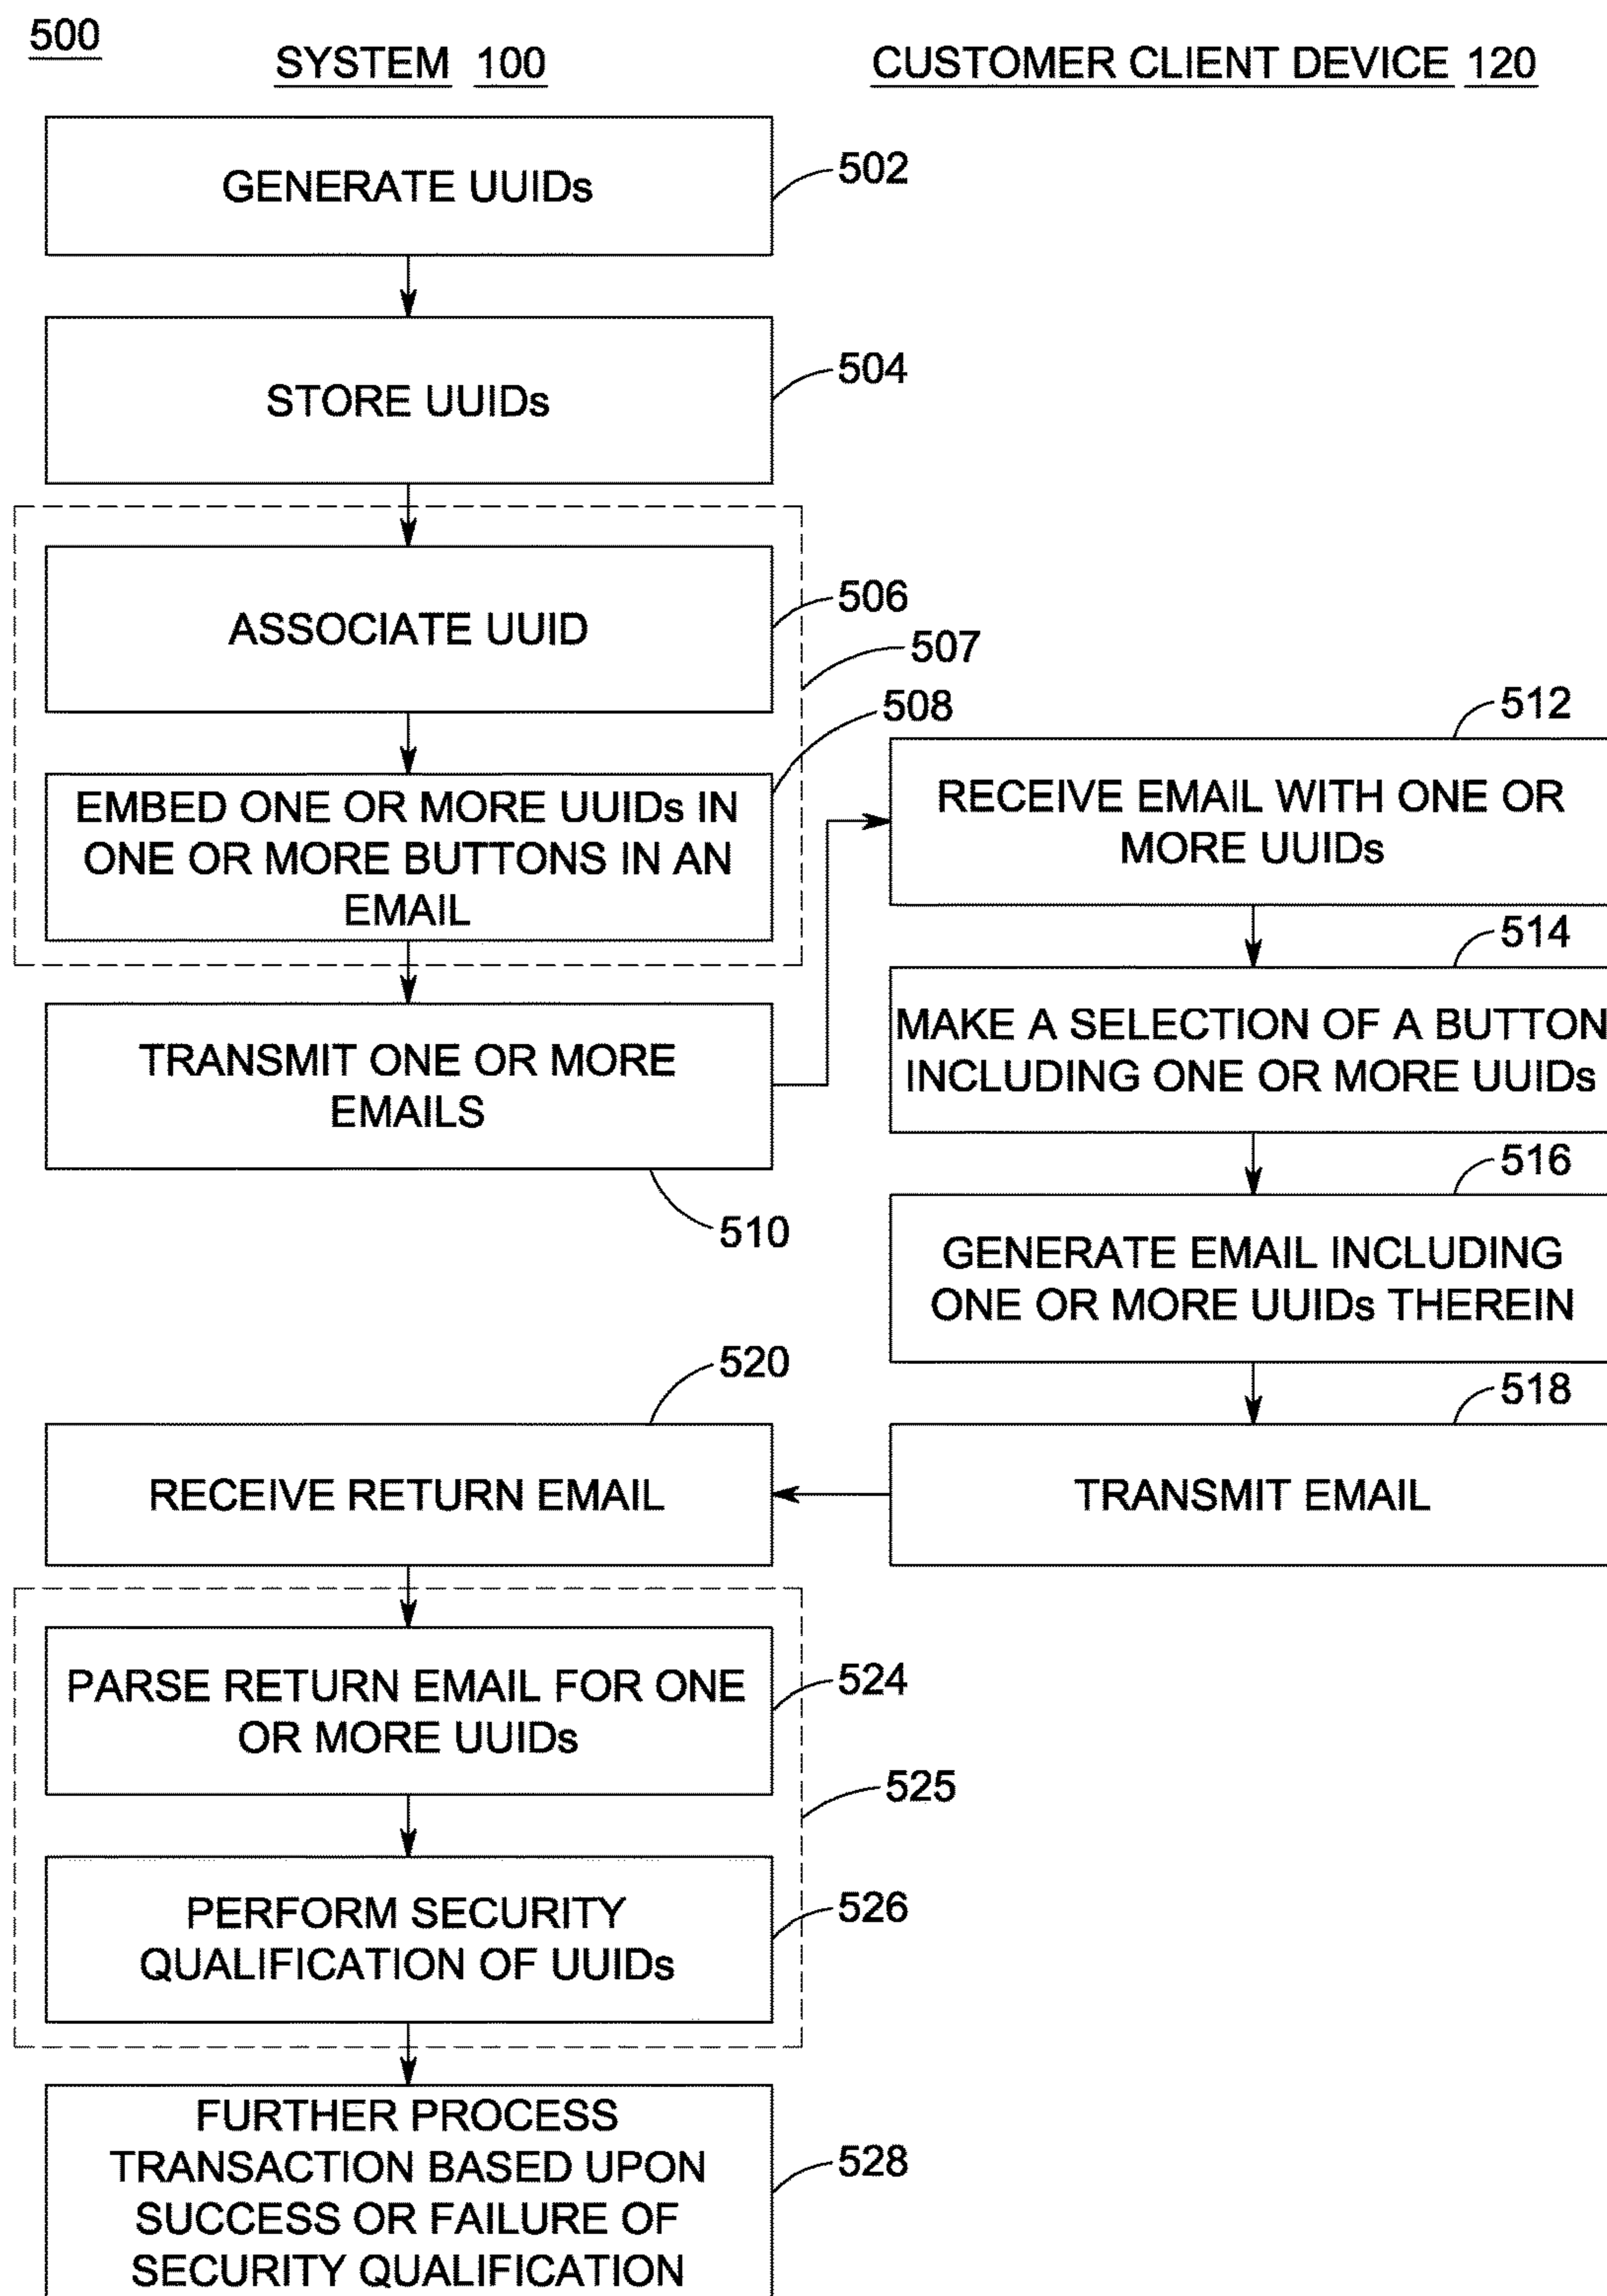 500
SYSTEM 100
CUSTOMER CLIENT DEVICE 120
GENERATE UUIDs
502
STORE UUIDs
504
ASSOCIATE UUID
506
507
EMBED ONE OR MORE UUIDs IN
ONE OR MORE BUTTONS IN AN
EMAIL
508
TRANSMIT ONE OR MORE
EMAILS
510
512
RECEIVE EMAIL WITH ONE OR
MORE UUIDs
514
MAKE A SELECTION OF A BUTTON
INCLUDING ONE OR MORE UUIDs
516
GENERATE EMAIL INCLUDING
ONE OR MORE UUIDs THEREIN
518
TRANSMIT EMAIL
520
RECEIVE RETURN EMAIL
PARSE RETURN EMAIL FOR ONE
OR MORE UUIDs
524
525
PERFORM SECURITY
QUALIFICATION OF UUIDs
526
FURTHER PROCESS
TRANSACTION BASED UPON
SUCCESS OR FAILURE OF
SECURITY QUALIFICATION
528